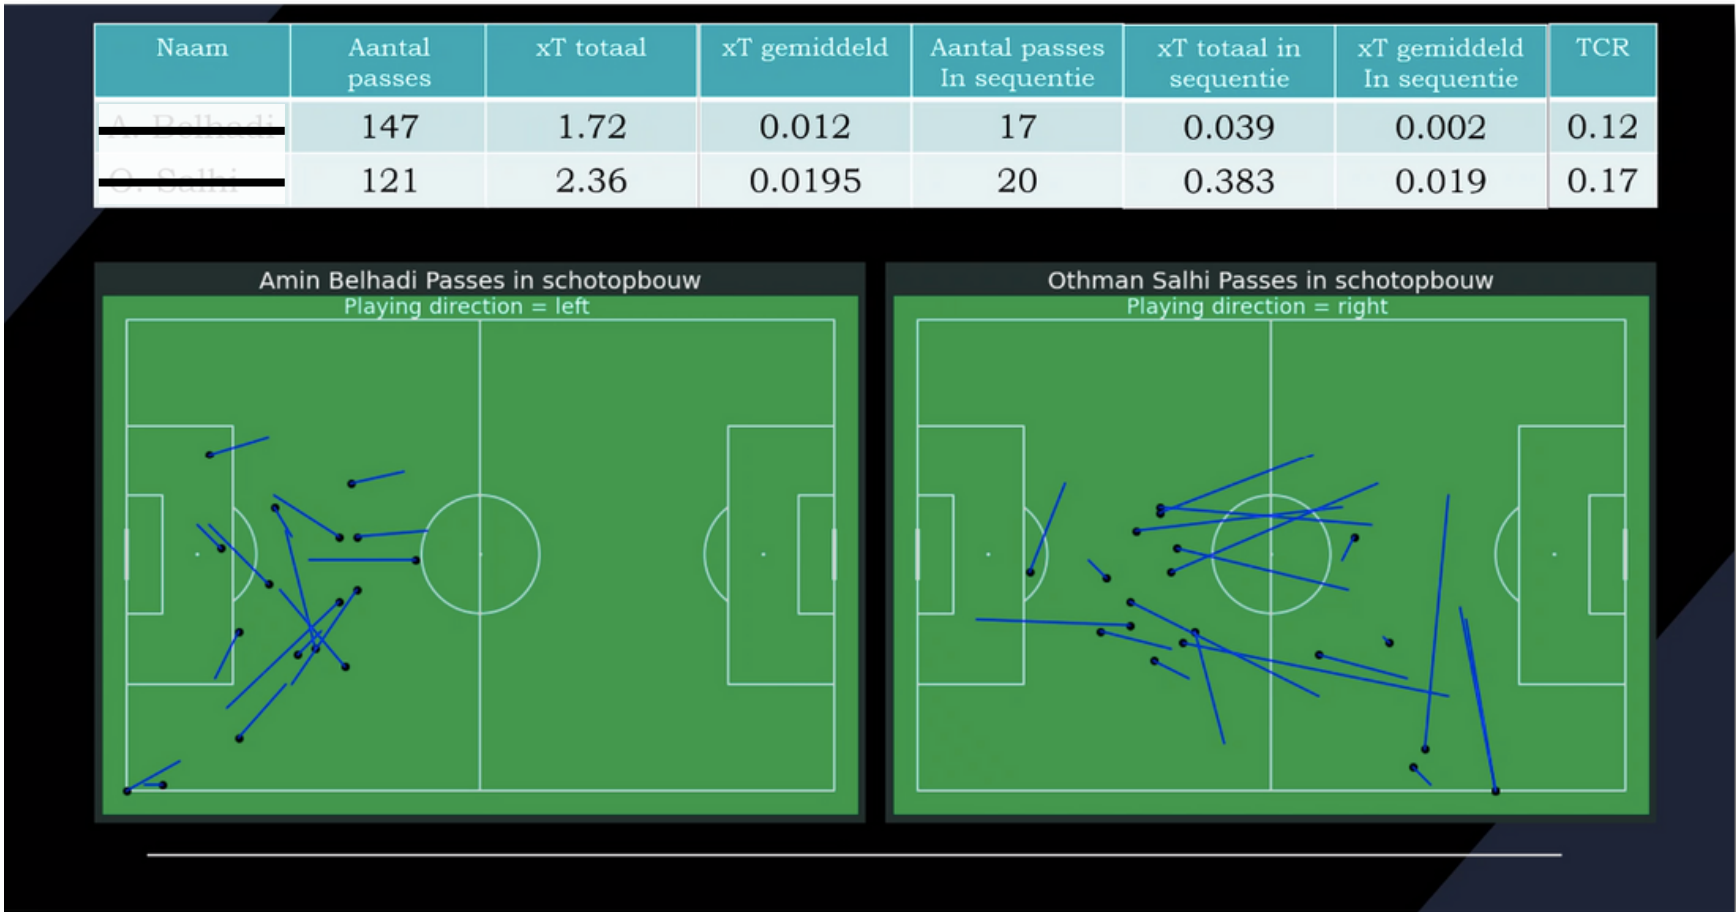 Naam Aantal xT totaal xT gemiddeld Aantal passes xT totaal in xT gemiddeld TCR
passes In sequentie sequentie In sequentie
A. Belhadi 147 1.72 0.012 17 0.039 0.002 0.12
O. Salhi 121 2.36 0.0195 20 0.383 0.019 0.17
Amin Belhadi Passes in schotopbouw
Playing direction = left
Othman Salhi Passes in schotopbouw
Playing direction = right